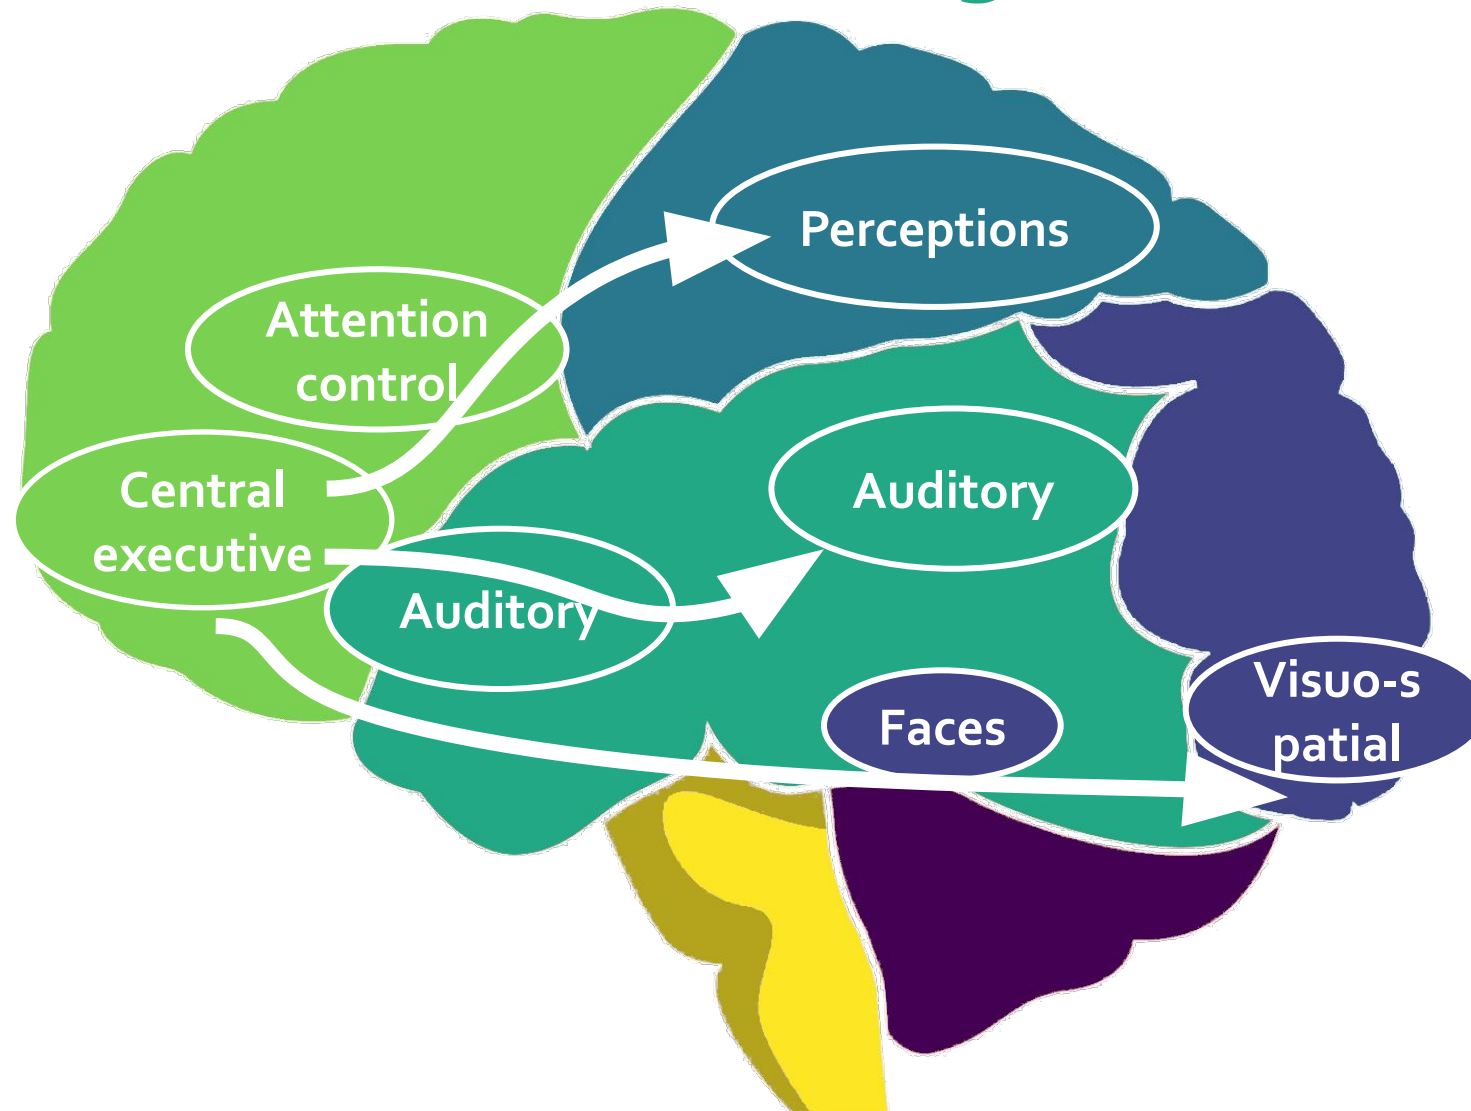 Perceptions
Attention
control
Central
executive
Auditory
Auditory
Faces
Visuo-s
patial